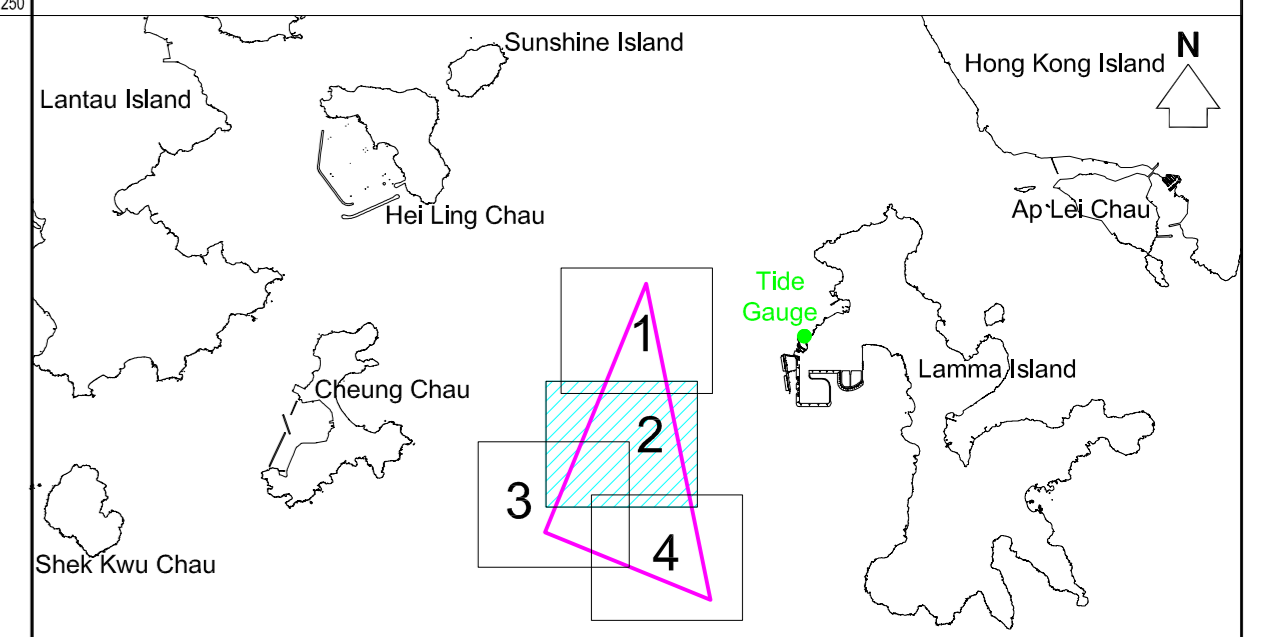 250
Sunshine Island
N
Hong Kong Island
Lantau Island
Hei Ling Chau
Ap Lei Chau
Tide
Gauge
1
Lamma Island
Cheung Chau
2
3
4
Shek Kwu Chau